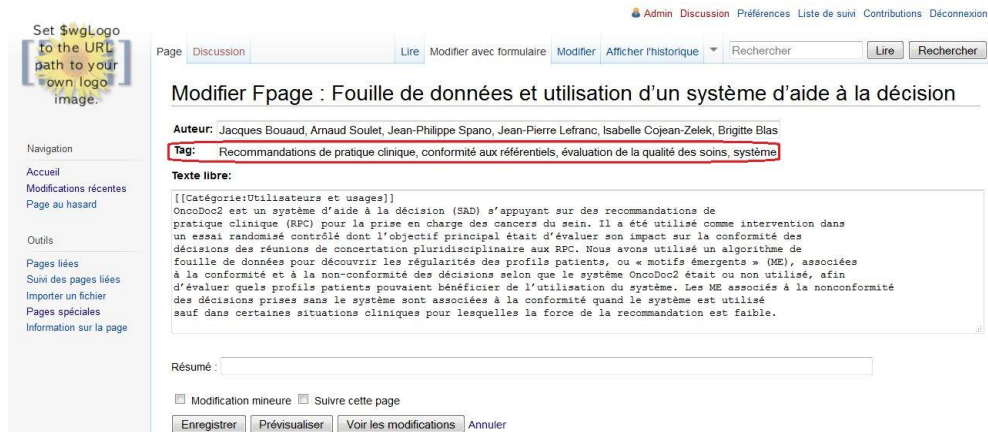 Admin Discussion Préférences Liste de suivi Contributions Déconnexion
Set $wgLogo
to the URL
path to your
own logo
image.
Page Discussion Lire Modifier avec formulaire Modifier Afficher l'historique Rechercher Lire Rechercher
Modifier Fpage : Fouille de données et utilisation d'un système d'aide à la décision
Auteur: Jacques Bouaud, Arnaud Soulet, Jean-Philippe Spano, Jean-Pierre Lefranc, Isabelle Cojean-Zelek, Brigitte Blas
Tag: Recommandations de pratique clinique, conformité aux référentiels, évaluation de la qualité des soins, système
Texte libre:
[[Catégorie:Utilisateurs et usages]]
OncoDoc2 est un système d'aide à la décision (SAD) s'appuyant sur des recommandations de
pratique clinique (RPC) pour la prise en charge des cancers du sein. Il a été utilisé comme intervention dans
un essai randomisé contrôlé dont l'objectif principal était d'évaluer son impact sur la conformité des
décisions des réunions de concertation pluridisciplinaire aux RPC. Nous avons utilisé un algorithme de
fouille de données pour découvrir les régularités des profils patients, ou « motifs émergents » (ME), associées
à la conformité et à la non-conformité des décisions selon que le système OncoDoc2 était ou non utilisé, afin
d'évaluer quels profils patients pouvaient bénéficier de l'utilisation du système. Les ME associés à la nonconformité
des décisions prises sans le système sont associées à la conformité quand le système est utilisé
sauf dans certaines situations cliniques pour lesquelles la force de la recommandation est faible.
Résumé :
Modification mineure Suivre cette page
Enregistrer Prévisualiser Voir les modifications Annuler
Navigation
Accueil
Modifications récentes
Page au hasard
Outils
Pages liées
Suivi des pages liées
Importer un fichier
Pages spéciales
Information sur la page